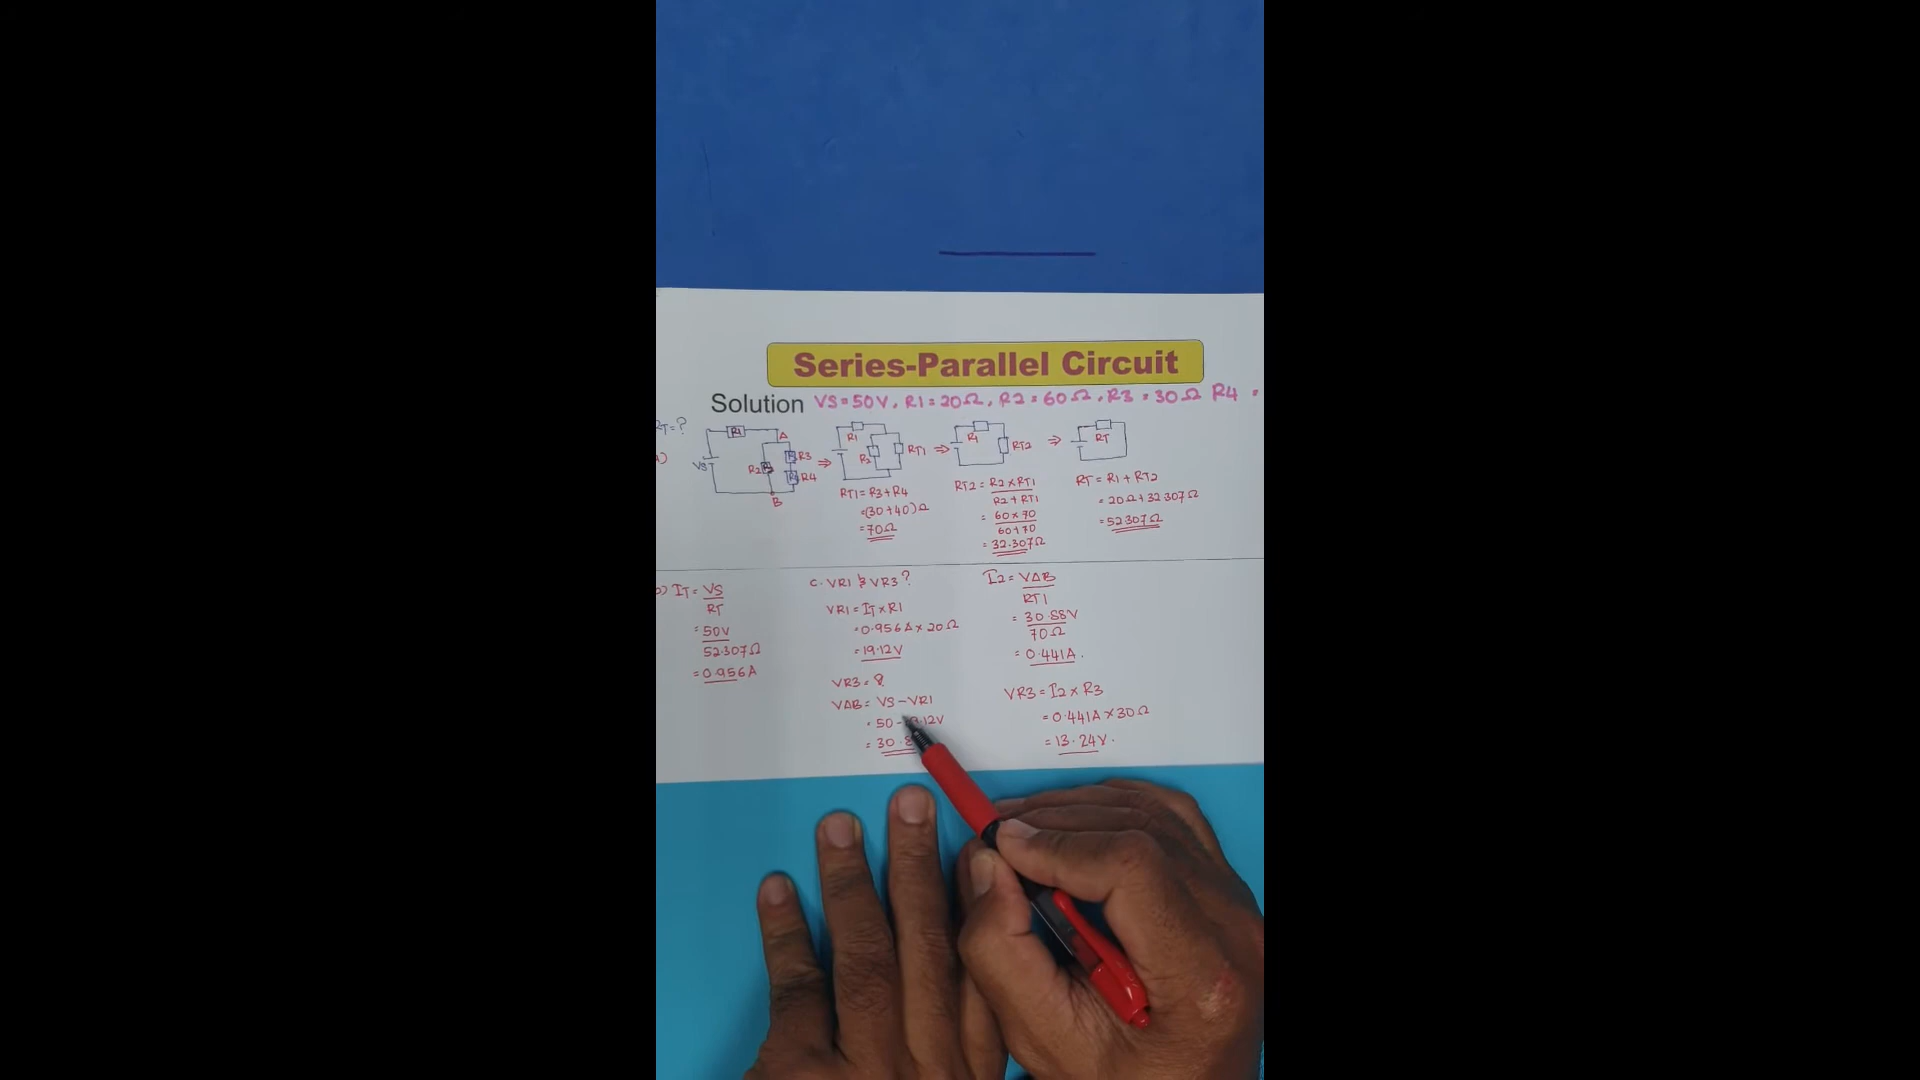 Series-Parallel Circuit
Solution VS=50V, R1=20Ω, R2=60Ω, R3=30Ω R4 =
RT=?
R1
A
VS
R2
R3
R4
B
⇒
R1
R2
RT1
⇒
R1
RT2
⇒
RT
RT1=R3+R4
=(30+40)Ω
=70Ω
RT2=R2×RT1
R2+RT1
=60×70
60+70
=32.307Ω
RT=R1+RT2
=20Ω+32.307Ω
=52.307Ω
IT=VS
RT
=50V
52.307Ω
=0.956A
C. VR1 & VR3?
VR1=IT×R1
=0.956A×20Ω
=19.12V
VR3=?
VAB=VS-VR1
=50- .12V
=30.8
I2=VAB
RT1
=30.88V
70Ω
=0.441A.
VR3=I2×R3
=0.441A×30Ω
=13.24V.